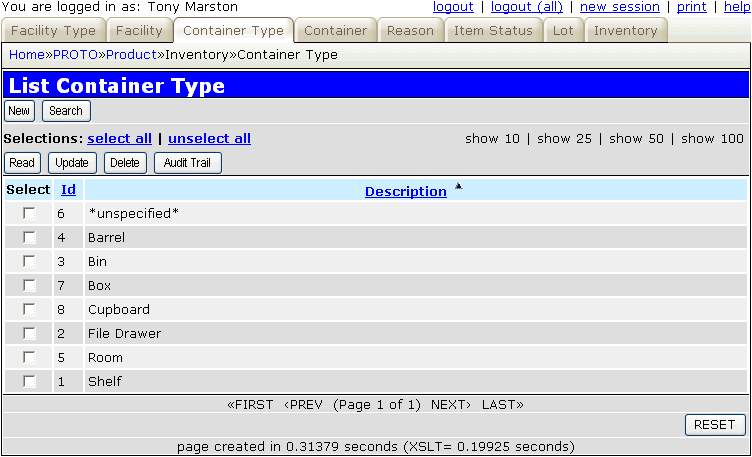 You are logged in as: Tony Marston logout | logout (all) | new session | print | help
Facility Type Facility Container Type Container Reason Item Status Lot Inventory
Home»PROTO»Product»Inventory»Container Type
List Container Type
New Search
Selections: select all | unselect all show 10 | show 25 | show 50 | show 100
Read Update Delete Audit Trail
Select Id Description
6 *unspecified*
4 Barrel
3 Bin
7 Box
8 Cupboard
2 File Drawer
5 Room
1 Shelf
«FIRST ‹PREV (Page 1 of 1) NEXT› LAST»
RESET
page created in 0.31379 seconds (XSLT= 0.19925 seconds)